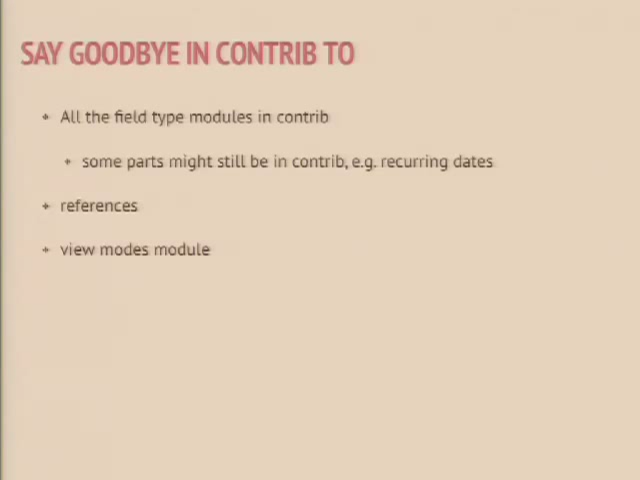 SAY GOODBYE IN CONTRIB TO
All the field type modules in contrib
some parts might still be in contrib, e.g. recurring dates
references
view modes module